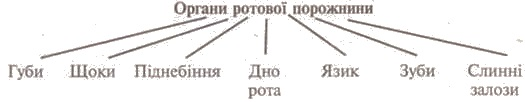 Органи ротової порожнини
Губи Щоки Піднебіння Дно рота Язик Зуби Слинні залози